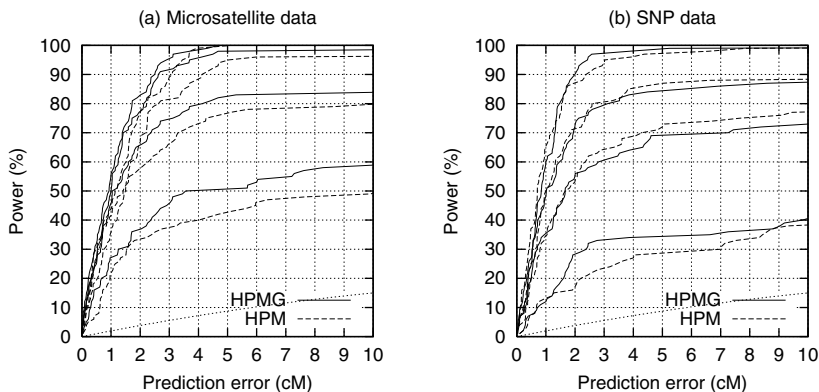 (a) Microsatellite data
100
90
80
70
60
50
40
30
20
10
0
Power (%)
HPMG
HPM
0 1 2 3 4 5 6 7 8 9 10
Prediction error (cM)
(b) SNP data
100
90
80
70
60
50
40
30
20
10
0
Power (%)
HPMG
HPM
0 1 2 3 4 5 6 7 8 9 10
Prediction error (cM)